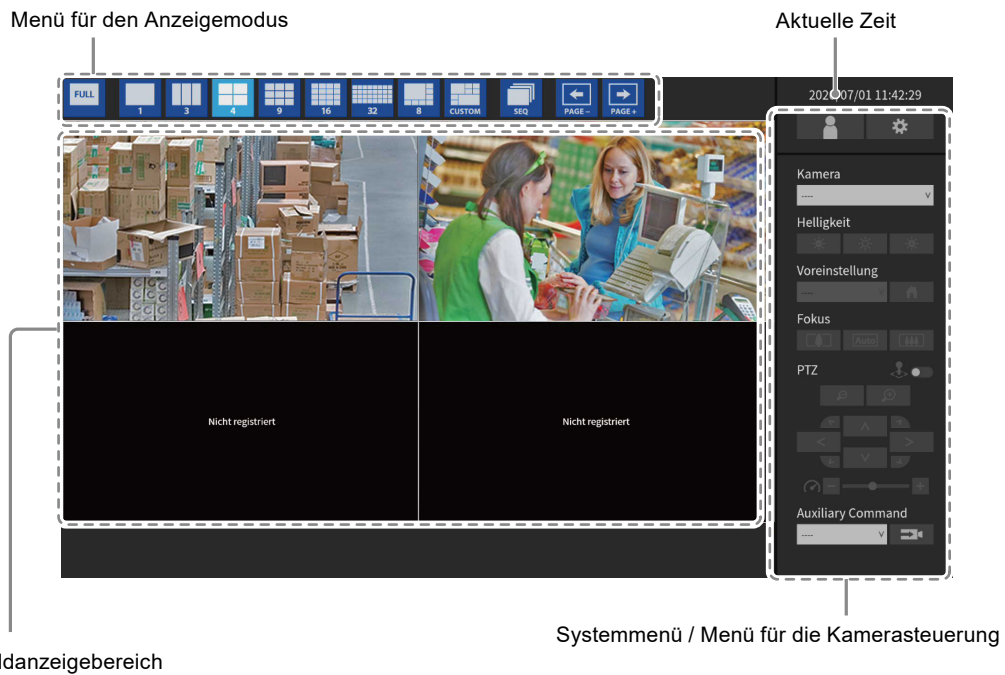 Menü für den Anzeigemodus
Aktuelle Zeit
FULL
1
3
4
9
16
32
8
CUSTOM
SEQ
PAGE −
PAGE +
07/01 11:42:29
Kamera
----
Helligkeit
Voreinstellung
----
Fokus
Auto
PTZ
Auxiliary Command
----
Nicht registriert
Nicht registriert
Systemmenü / Menü für die Kamerasteuerung
ldanzeigebereich